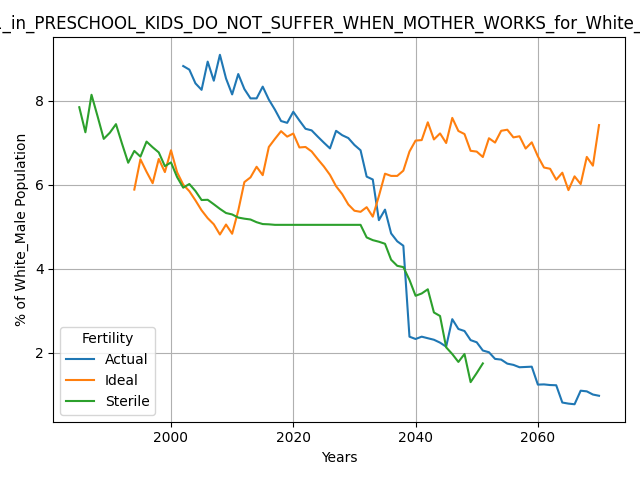 _in_PRESCHOOL_KIDS_DO_NOT_SUFFER_WHEN_MOTHER_WORKS_for_White_
% of White_Male Population
8
6
4
2
Fertility
Actual
Ideal
Sterile
2000 2020 2040 2060
Years